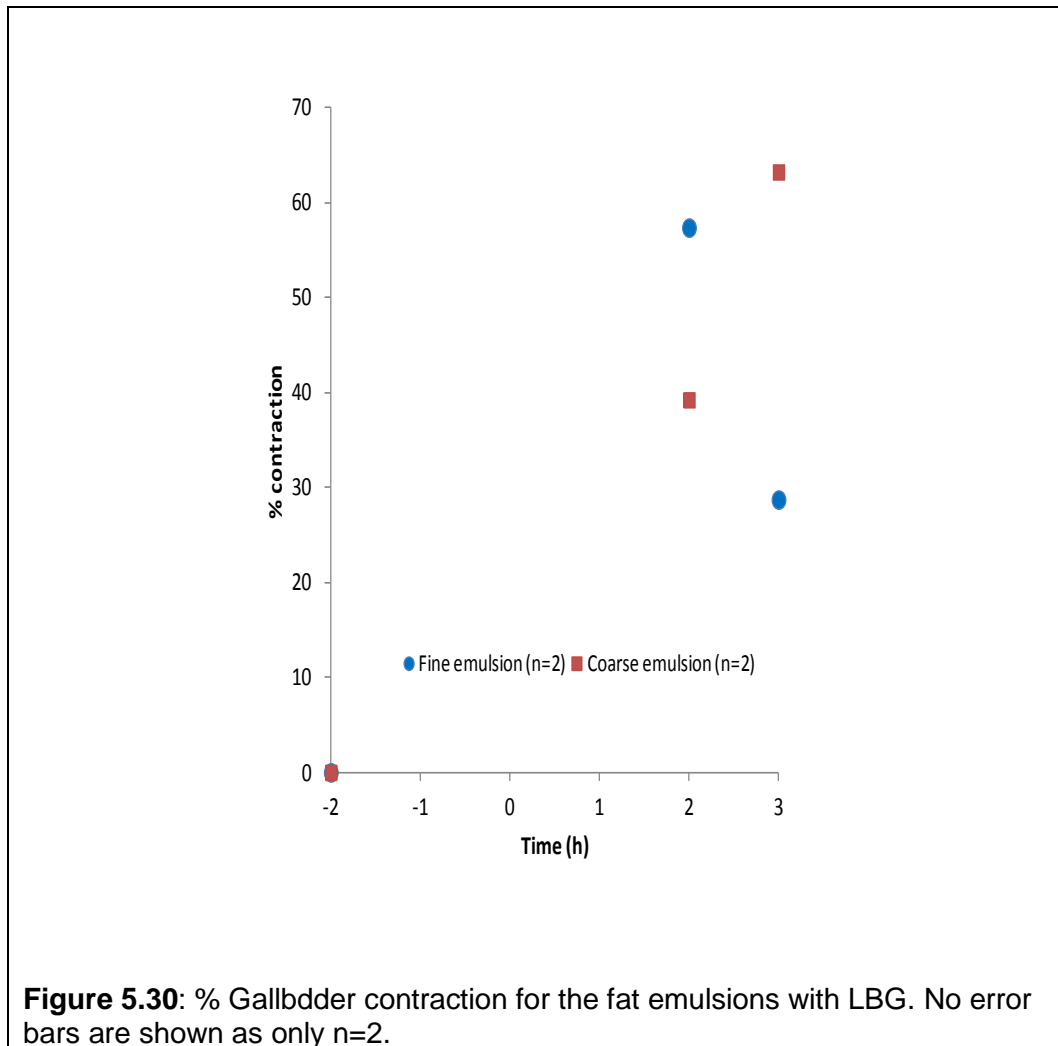 70
60
50
40
30
20
10
0
% contraction
Fine emulsion (n=2) Coarse emulsion (n=2)
-2 -1 0 1 2 3
Time (h)
Figure 5.30: % Gallbdder contraction for the fat emulsions with LBG. No error
bars are shown as only n=2.